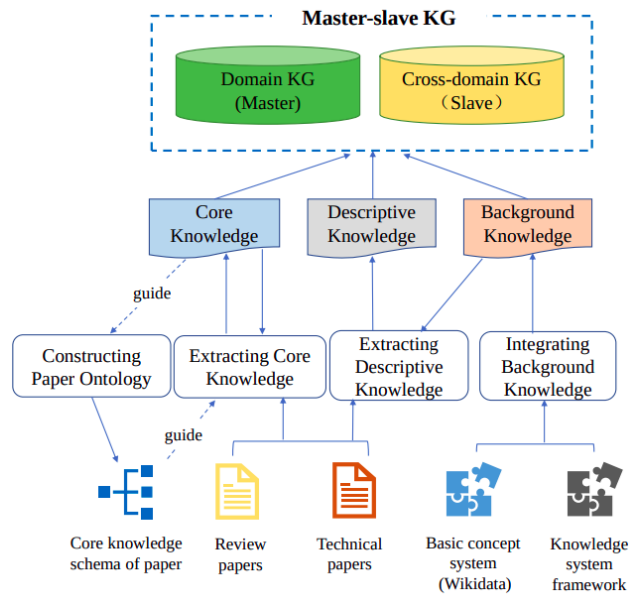 Master-slave KG
Domain KG
(Master)
Cross-domain KG
（Slave）
Core
Knowledge
Descriptive
Knowledge
Background
Knowledge
guide
Constructing
Paper Ontology
Extracting Core
Knowledge
Extracting
Descriptive
Knowledge
Integrating
Background
Knowledge
guide
Core knowledge
schema of paper
Review
papers
Technical
papers
Basic concept
system
(Wikidata)
Knowledge
system
framework